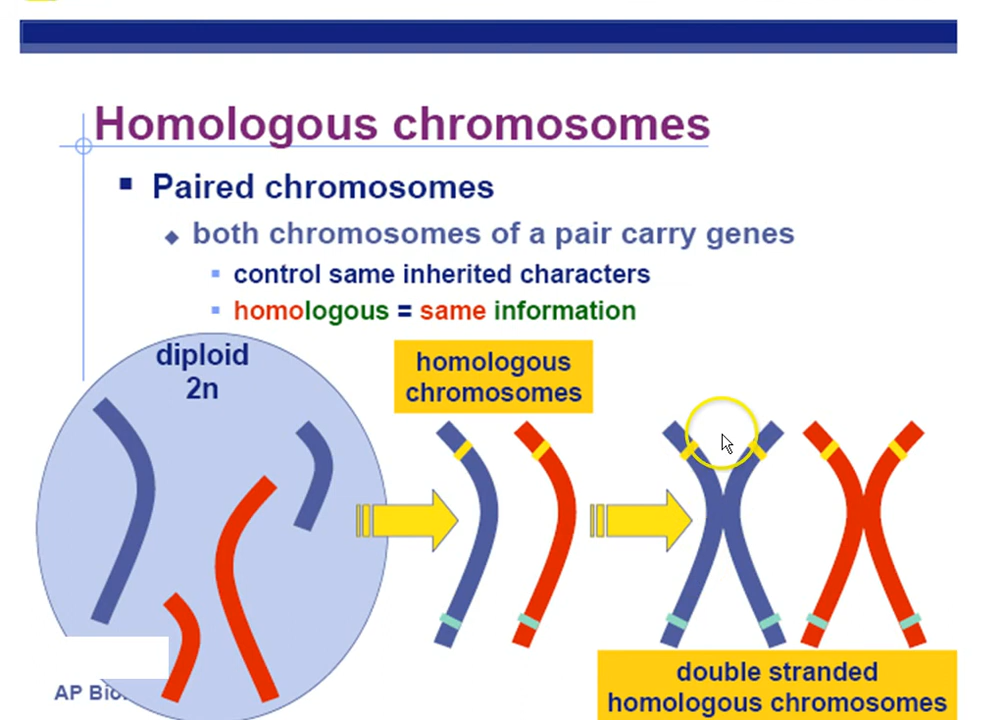 Homologous chromosomes
Paired chromosomes
both chromosomes of a pair carry genes
control same inherited characters
homologous = same information
diploid
2n
homologous
chromosomes
double stranded
homologous chromosomes
AP